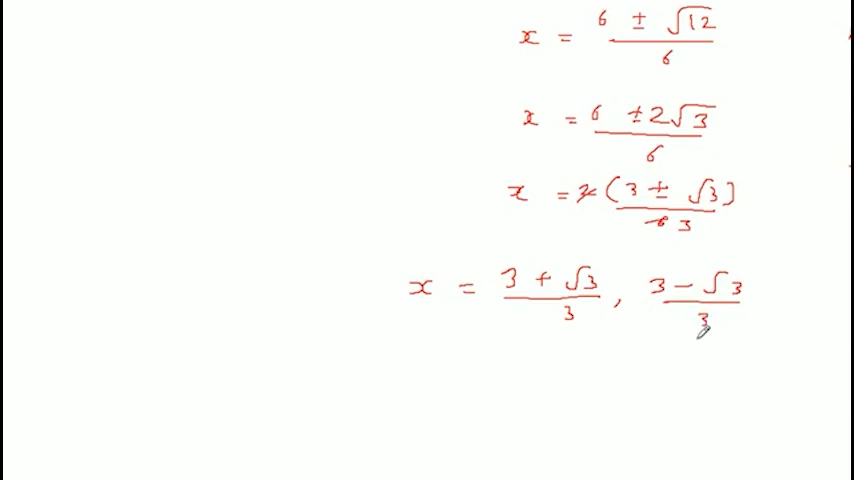 x = 6 ± √12 / 6
x = 6 ± 2√3 / 6
x = 2 (3 ± √3) / 6 3
x = 3 + √3 / 3 , 3 - √3 / 3